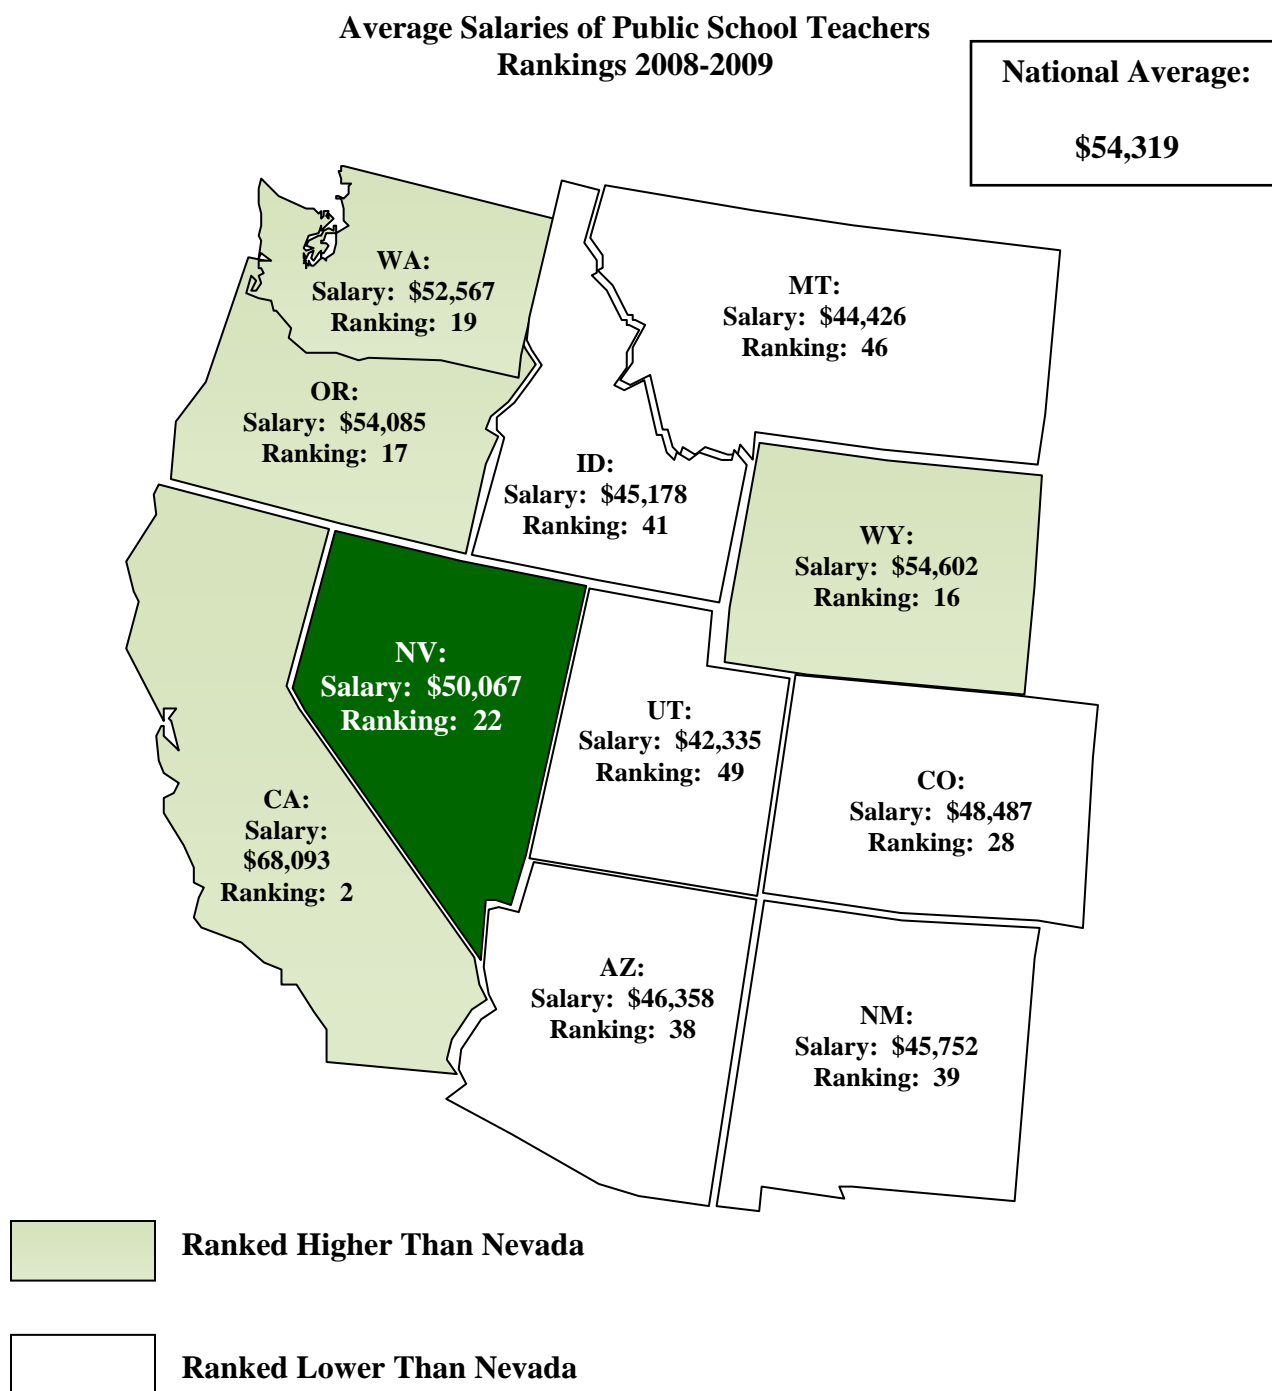 Average Salaries of Public School Teachers
Rankings 2008-2009
National Average:
$54,319
WA:
Salary: $52,567
Ranking: 19
MT:
Salary: $44,426
Ranking: 46
OR:
Salary: $54,085
Ranking: 17
ID:
Salary: $45,178
Ranking: 41
WY:
Salary: $54,602
Ranking: 16
NV:
Salary: $50,067
Ranking: 22
UT:
Salary: $42,335
Ranking: 49
CO:
Salary: $48,487
Ranking: 28
CA:
Salary:
$68,093
Ranking: 2
AZ:
Salary: $46,358
Ranking: 38
NM:
Salary: $45,752
Ranking: 39
Ranked Higher Than Nevada
Ranked Lower Than Nevada